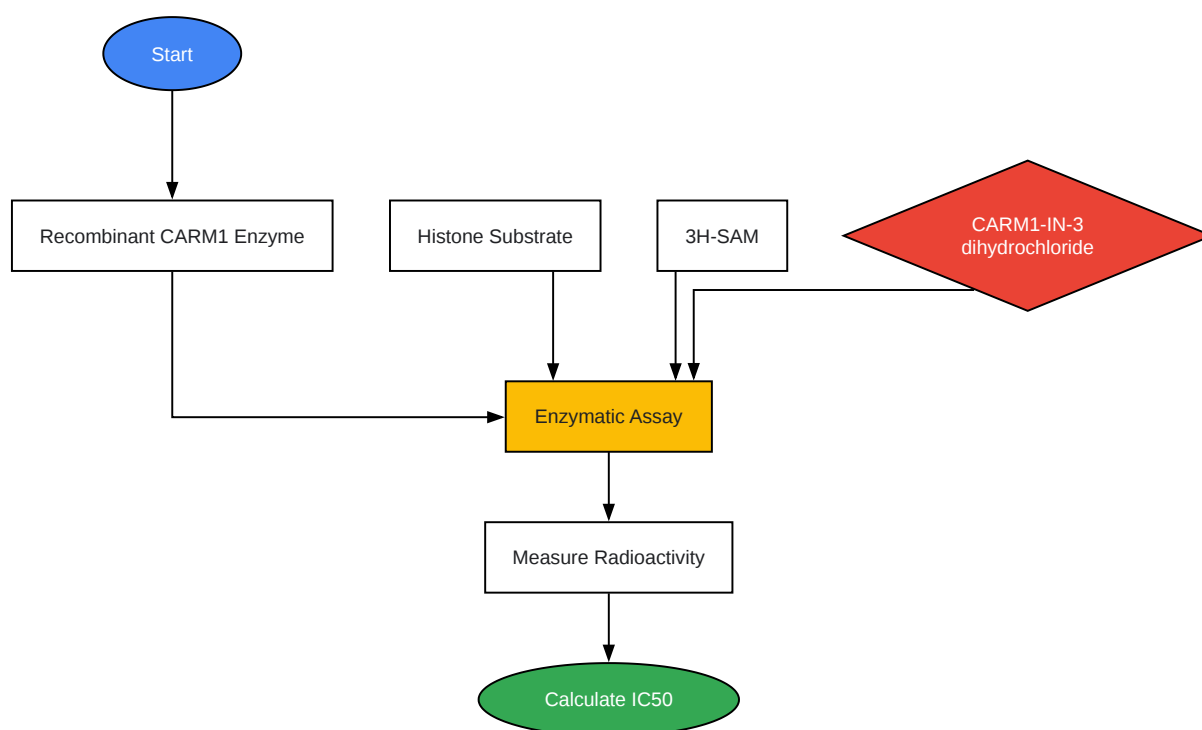 Start
Recombinant CARM1 Enzyme
Histone Substrate
3H-SAM
CARM1-IN-3
dihydrochloride
Enzymatic Assay
Measure Radioactivity
Calculate IC50